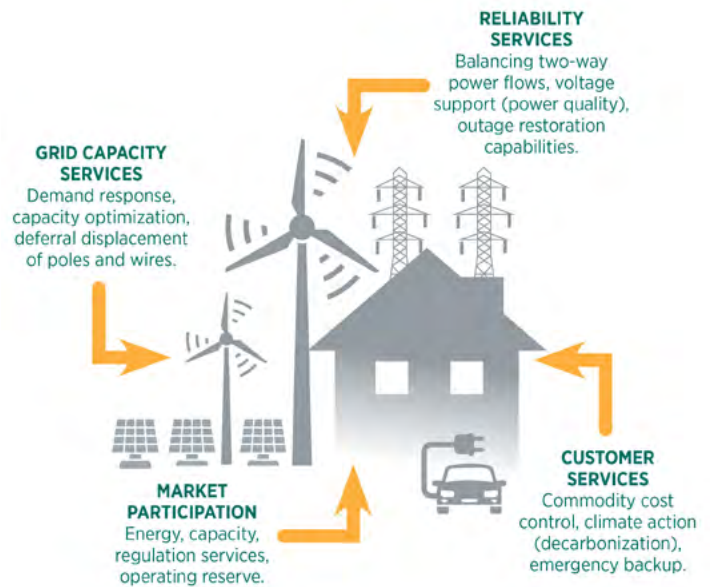 RELIABILITY
SERVICES
Balancing two-way
power flows, voltage
support (power quality),
outage restoration
capabilities.
GRID CAPACITY
SERVICES
Demand response,
capacity optimization,
deferral displacement
of poles and wires.
MARKET
PARTICIPATION
Energy, capacity,
regulation services,
operating reserve.
CUSTOMER
SERVICES
Commodity cost
control, climate action
(decarbonization),
emergency backup.